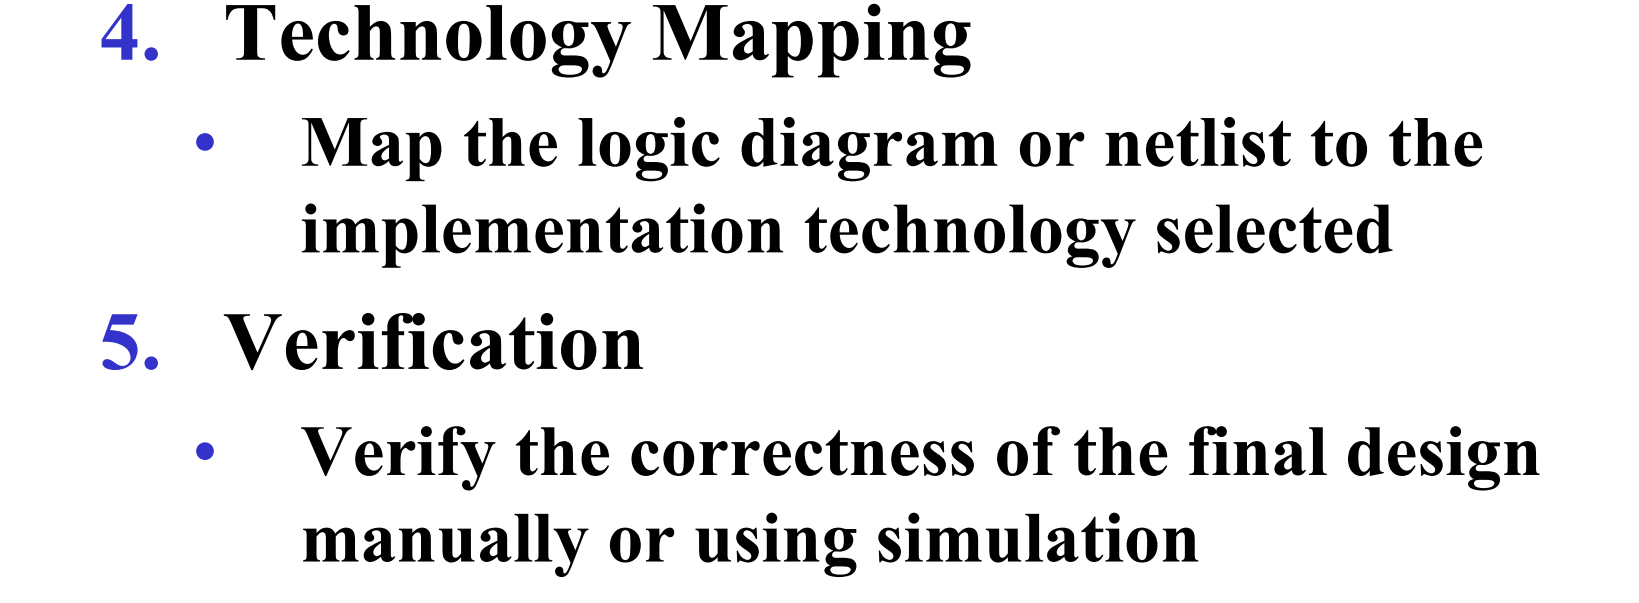 4. Technology Mapping
• Map the logic diagram or netlist to the
implementation technology selected
5. Verification
• Verify the correctness of the final design
manually or using simulation